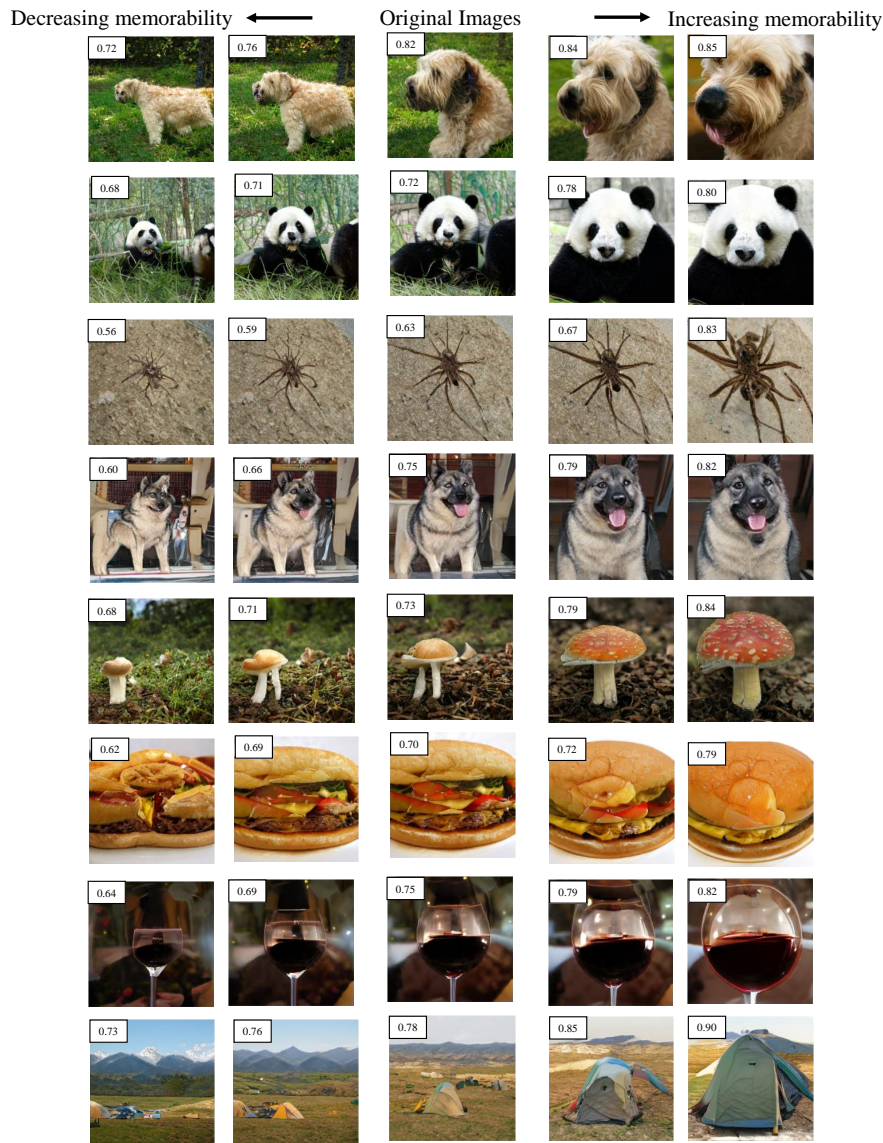 Decreasing memorability Original Images Increasing memorability
0.72 0.76 0.82 0.84 0.85
0.68 0.71 0.72 0.78 0.80
0.56 0.59 0.63 0.67 0.83
0.60 0.66 0.75 0.79 0.82
0.68 0.71 0.73 0.79 0.84
0.62 0.69 0.70 0.72 0.79
0.64 0.69 0.75 0.79 0.82
0.73 0.76 0.78 0.85 0.90